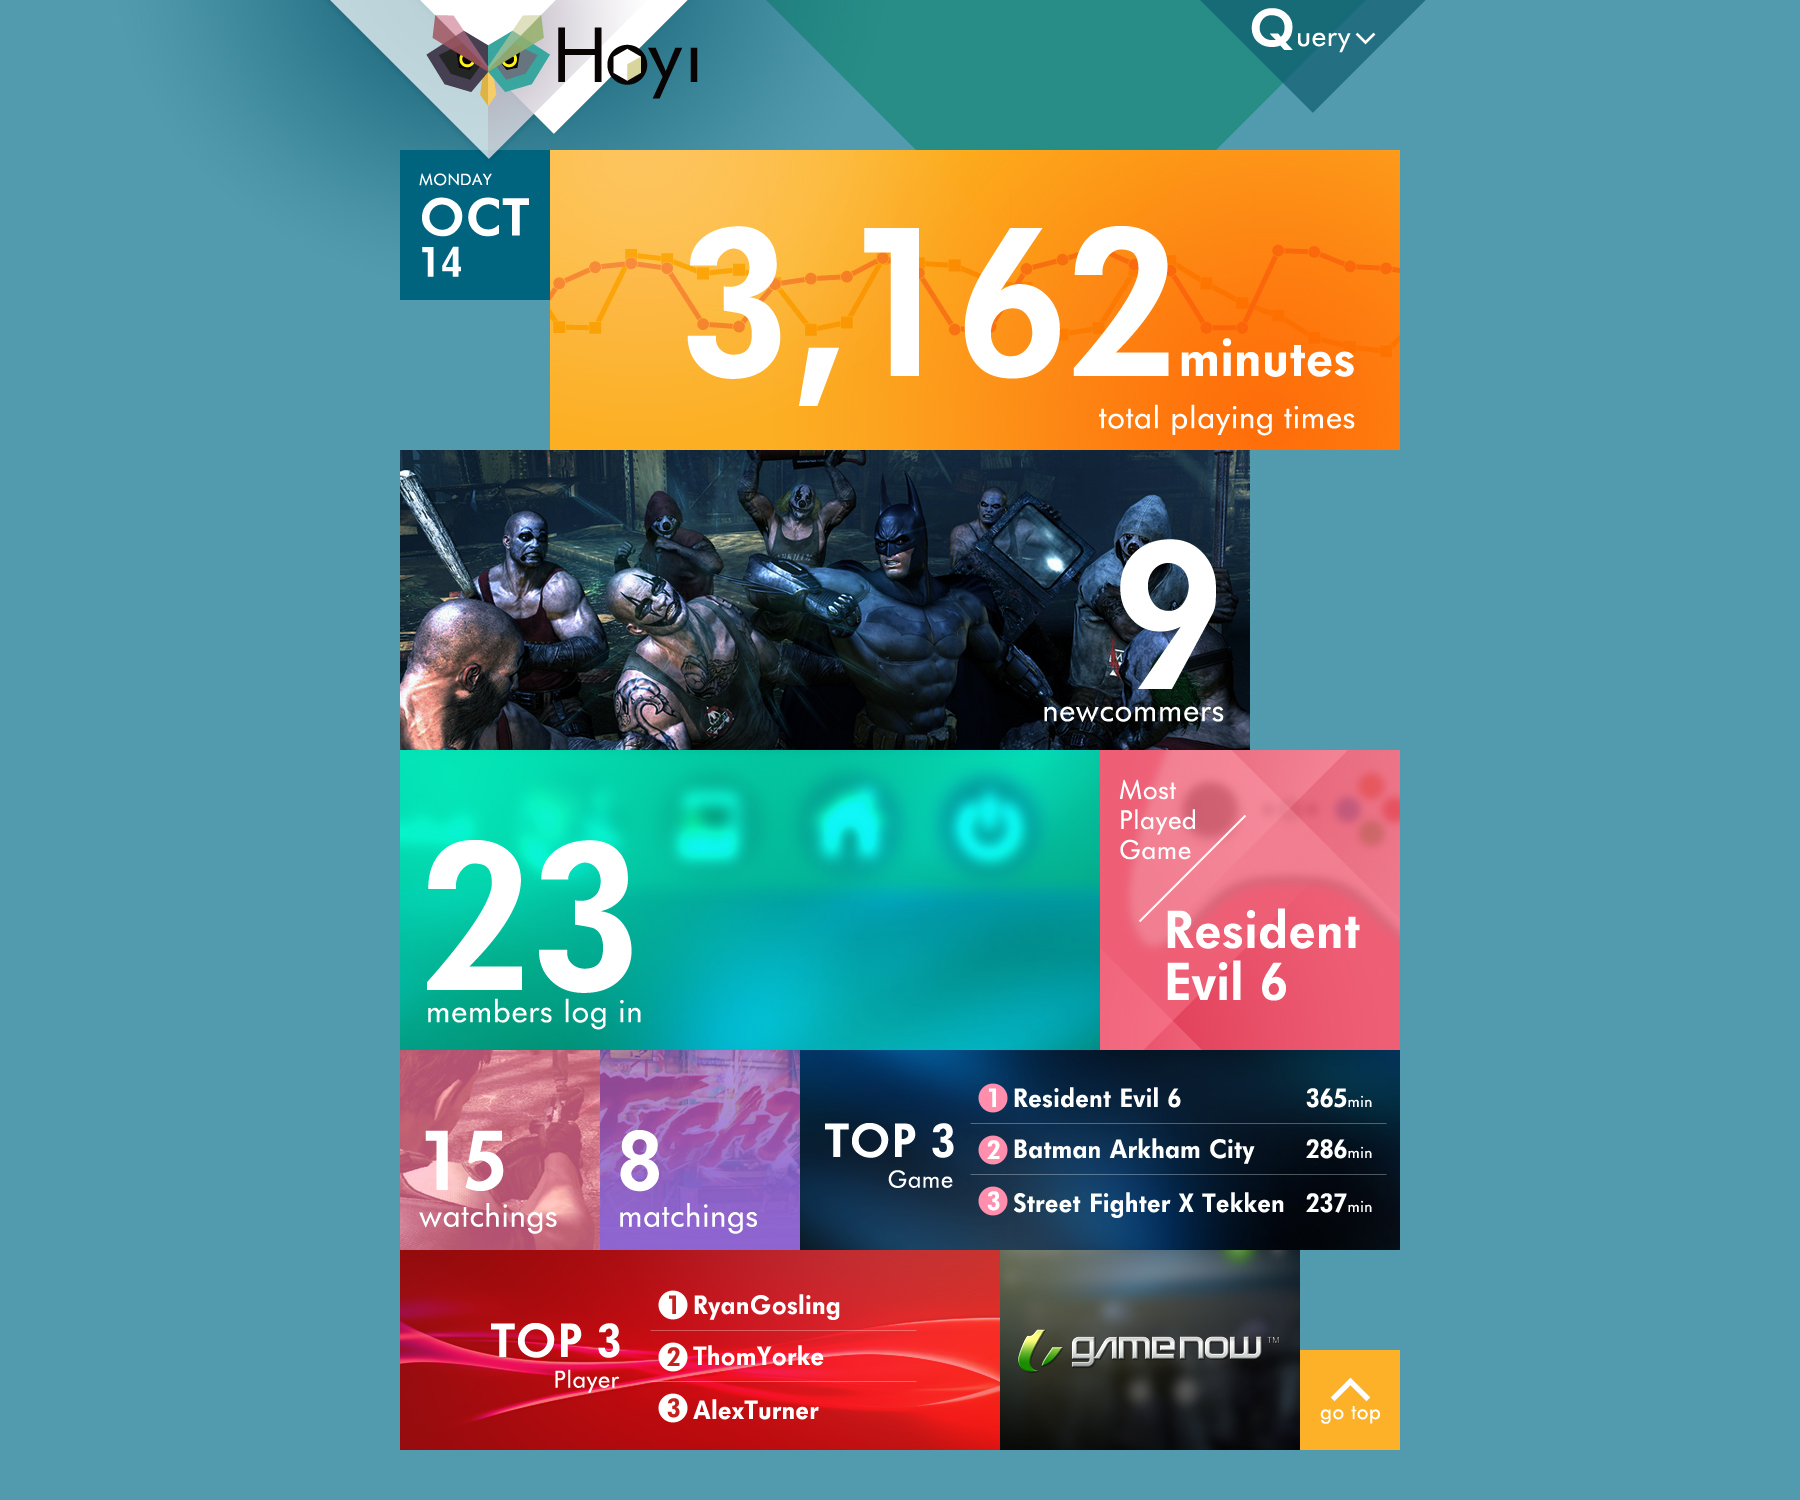 Hoyi
Query
MONDAY
OCT
14
3,162 minutes
total playing times
9
newcommers
23
members log in
Most
Played
Game
Resident
Evil 6
15
watchings
8
matchings
TOP 3
Game
1 Resident Evil 6 365min
2 Batman Arkham City 286min
3 Street Fighter X Tekken 237min
TOP 3
Player
1 RyanGosling
2 ThomYorke
3 AlexTurner
gamenow™
go top